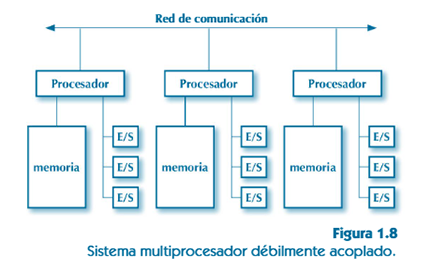 Red de comunicación
Procesador Procesador Procesador
E/S E/S E/S
memoria E/S memoria E/S memoria E/S
E/S E/S E/S
Figura 1.8
Sistema multiprocesador débilmente acoplado.